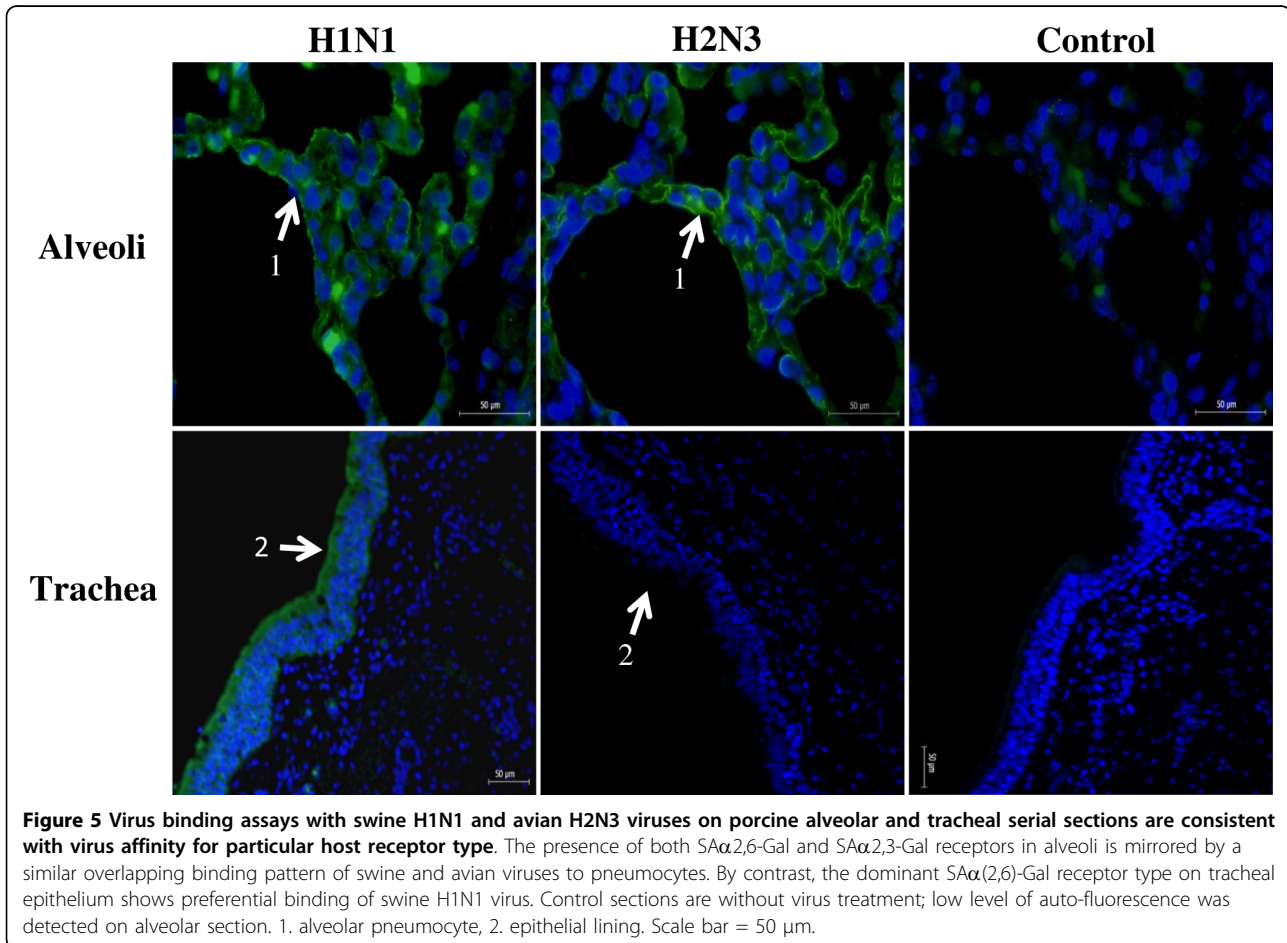 H1N1 H2N3 Control
Alveoli
1
1
50 µm
50 µm
50 µm
Trachea
2
2
50 µm
50 µm
Figure 5 Virus binding assays with swine H1N1 and avian H2N3 viruses on porcine alveolar and tracheal serial sections are consistent
with virus affinity for particular host receptor type. The presence of both SAα2,6-Gal and SAα2,3-Gal receptors in alveoli is mirrored by a
similar overlapping binding pattern of swine and avian viruses to pneumocytes. By contrast, the dominant SAα(2,6)-Gal receptor type on tracheal
epithelium shows preferential binding of swine H1N1 virus. Control sections are without virus treatment; low level of auto-fluorescence was
detected on alveolar section. 1. alveolar pneumocyte, 2. epithelial lining. Scale bar = 50 μm.